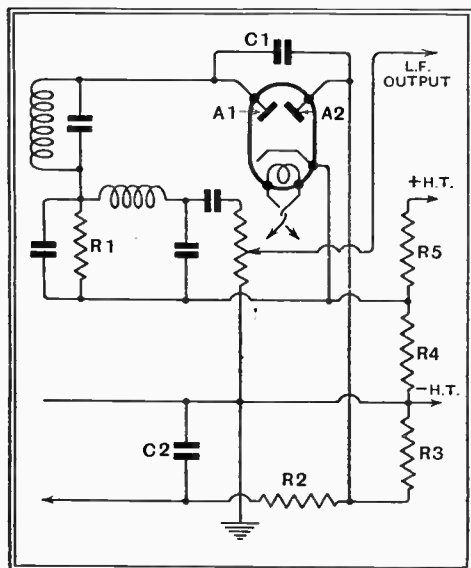 C1
L.F.
OUTPUT
A1
A2
+H.T.
R1
R5
R4
−H.T.
C2
R3
R2